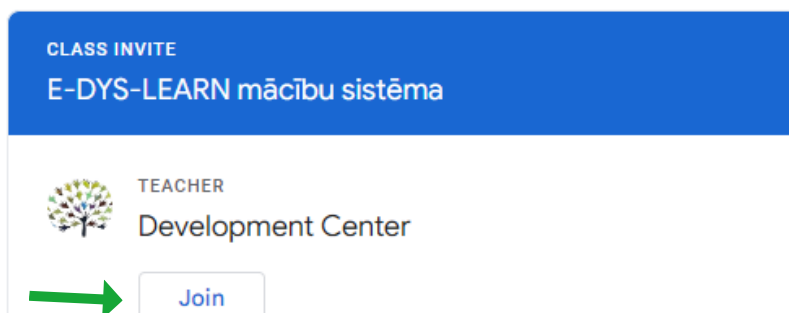 CLASS INVITE
E-DYS-LEARN mācību sistēma
TEACHER
Development Center
Join